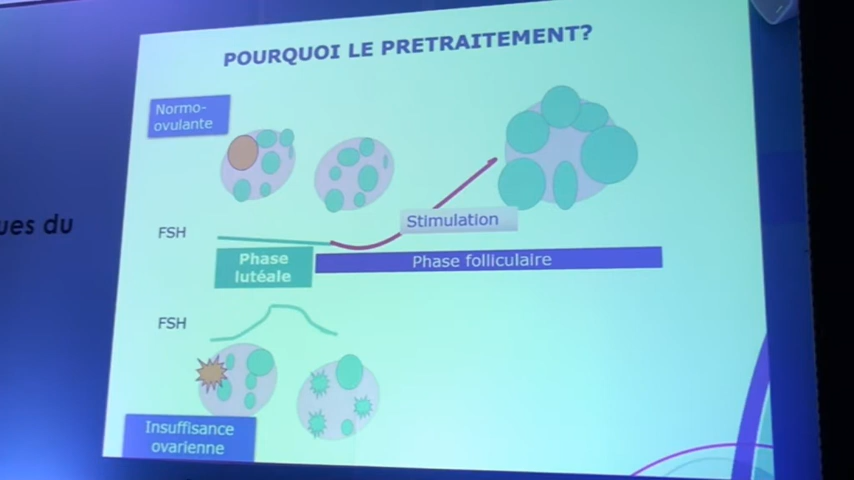 POURQUOI LE PRETRAITEMENT?
Normo-
ovulante
ues du
FSH
Stimulation
Phase
lutéale
Phase folliculaire
FSH
Insuffisance
ovarienne